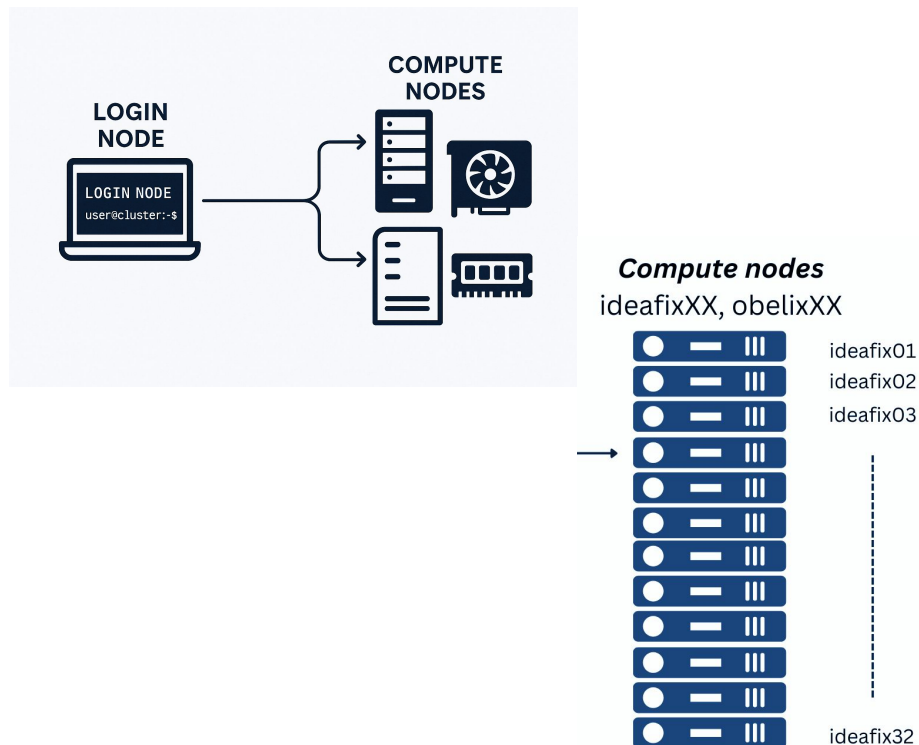 LOGIN
NODE
LOGIN NODE
user@cluster:-$
COMPUTE
NODES
Compute nodes
ideafixXX, obelixXX
ideafix01
ideafix02
ideafix03
ideafix32